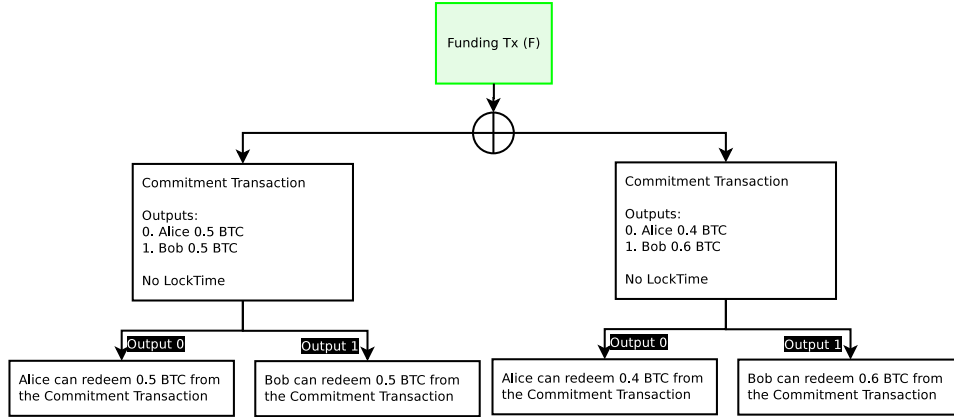 Funding Tx (F)
Commitment Transaction
Outputs:
0. Alice 0.5 BTC
1. Bob 0.5 BTC
No LockTime
Commitment Transaction
Outputs:
0. Alice 0.4 BTC
1. Bob 0.6 BTC
No LockTime
Output 0
Output 1
Output 0
Output 1
Alice can redeem 0.5 BTC from
the Commitment Transaction
Bob can redeem 0.5 BTC from
the Commitment Transaction
Alice can redeem 0.4 BTC from
the Commitment Transaction
Bob can redeem 0.6 BTC from
the Commitment Transaction